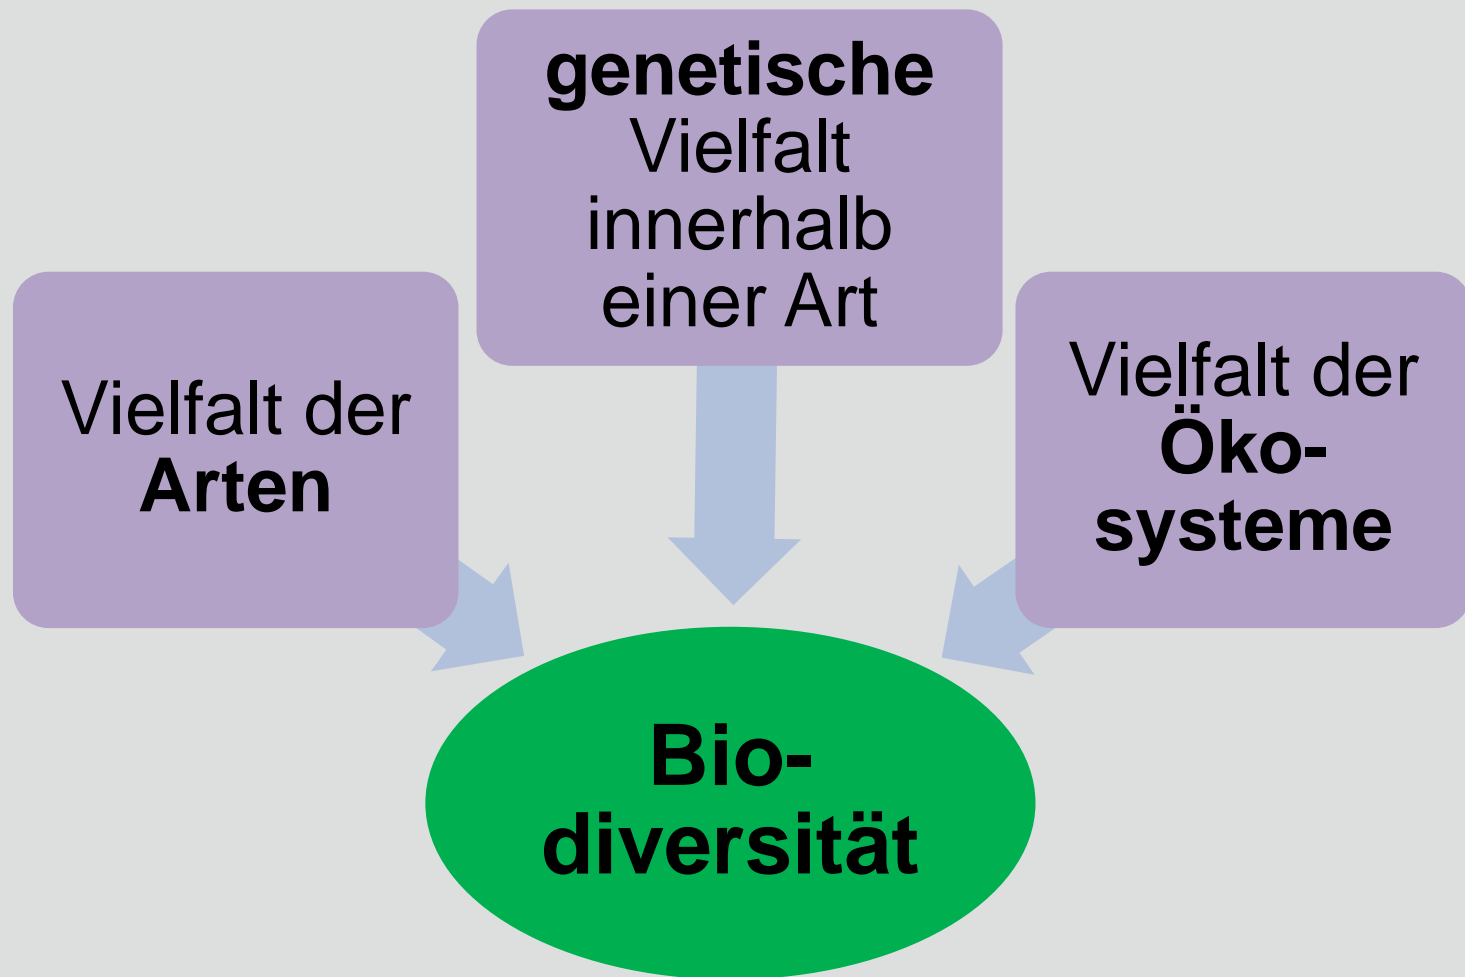 genetische
Vielfalt
innerhalb
einer Art
Vielfalt der
Arten
Vielfalt der
Öko-
systeme
Bio-
diversität